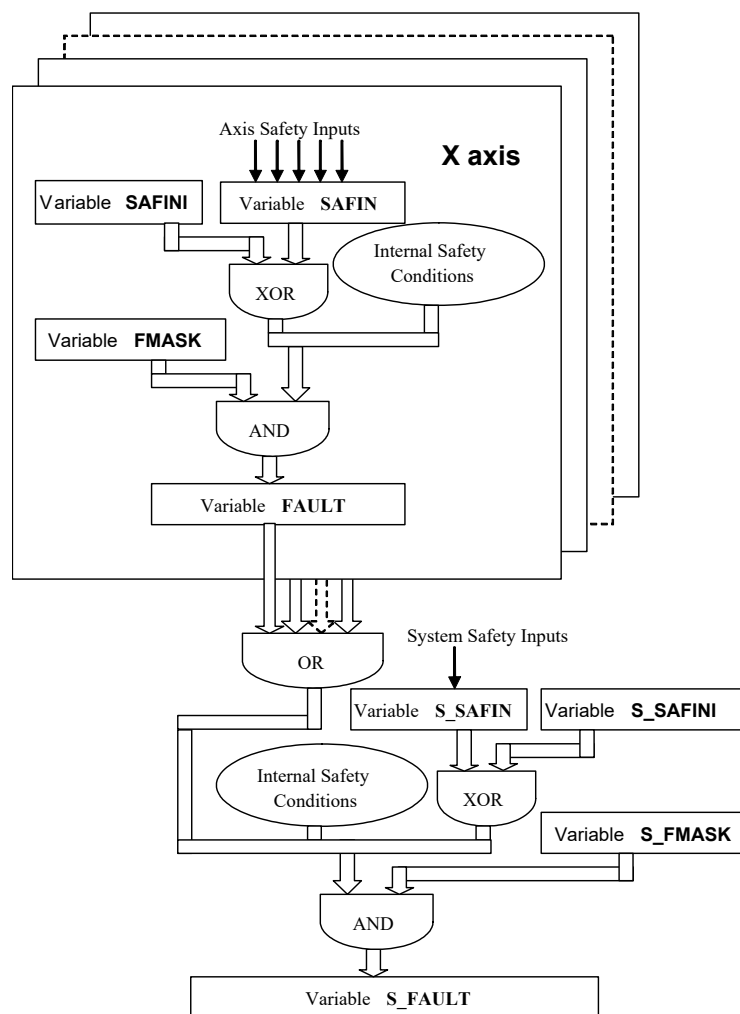 Axis Safety Inputs
X axis
Variable SAFINI
Variable SAFIN
Internal Safety
Conditions
XOR
Variable FMASK
AND
Variable FAULT
System Safety Inputs
OR
Variable S_SAFIN
Variable S_SAFINI
Internal Safety
Conditions
XOR
Variable S_FMASK
AND
Variable S_FAULT